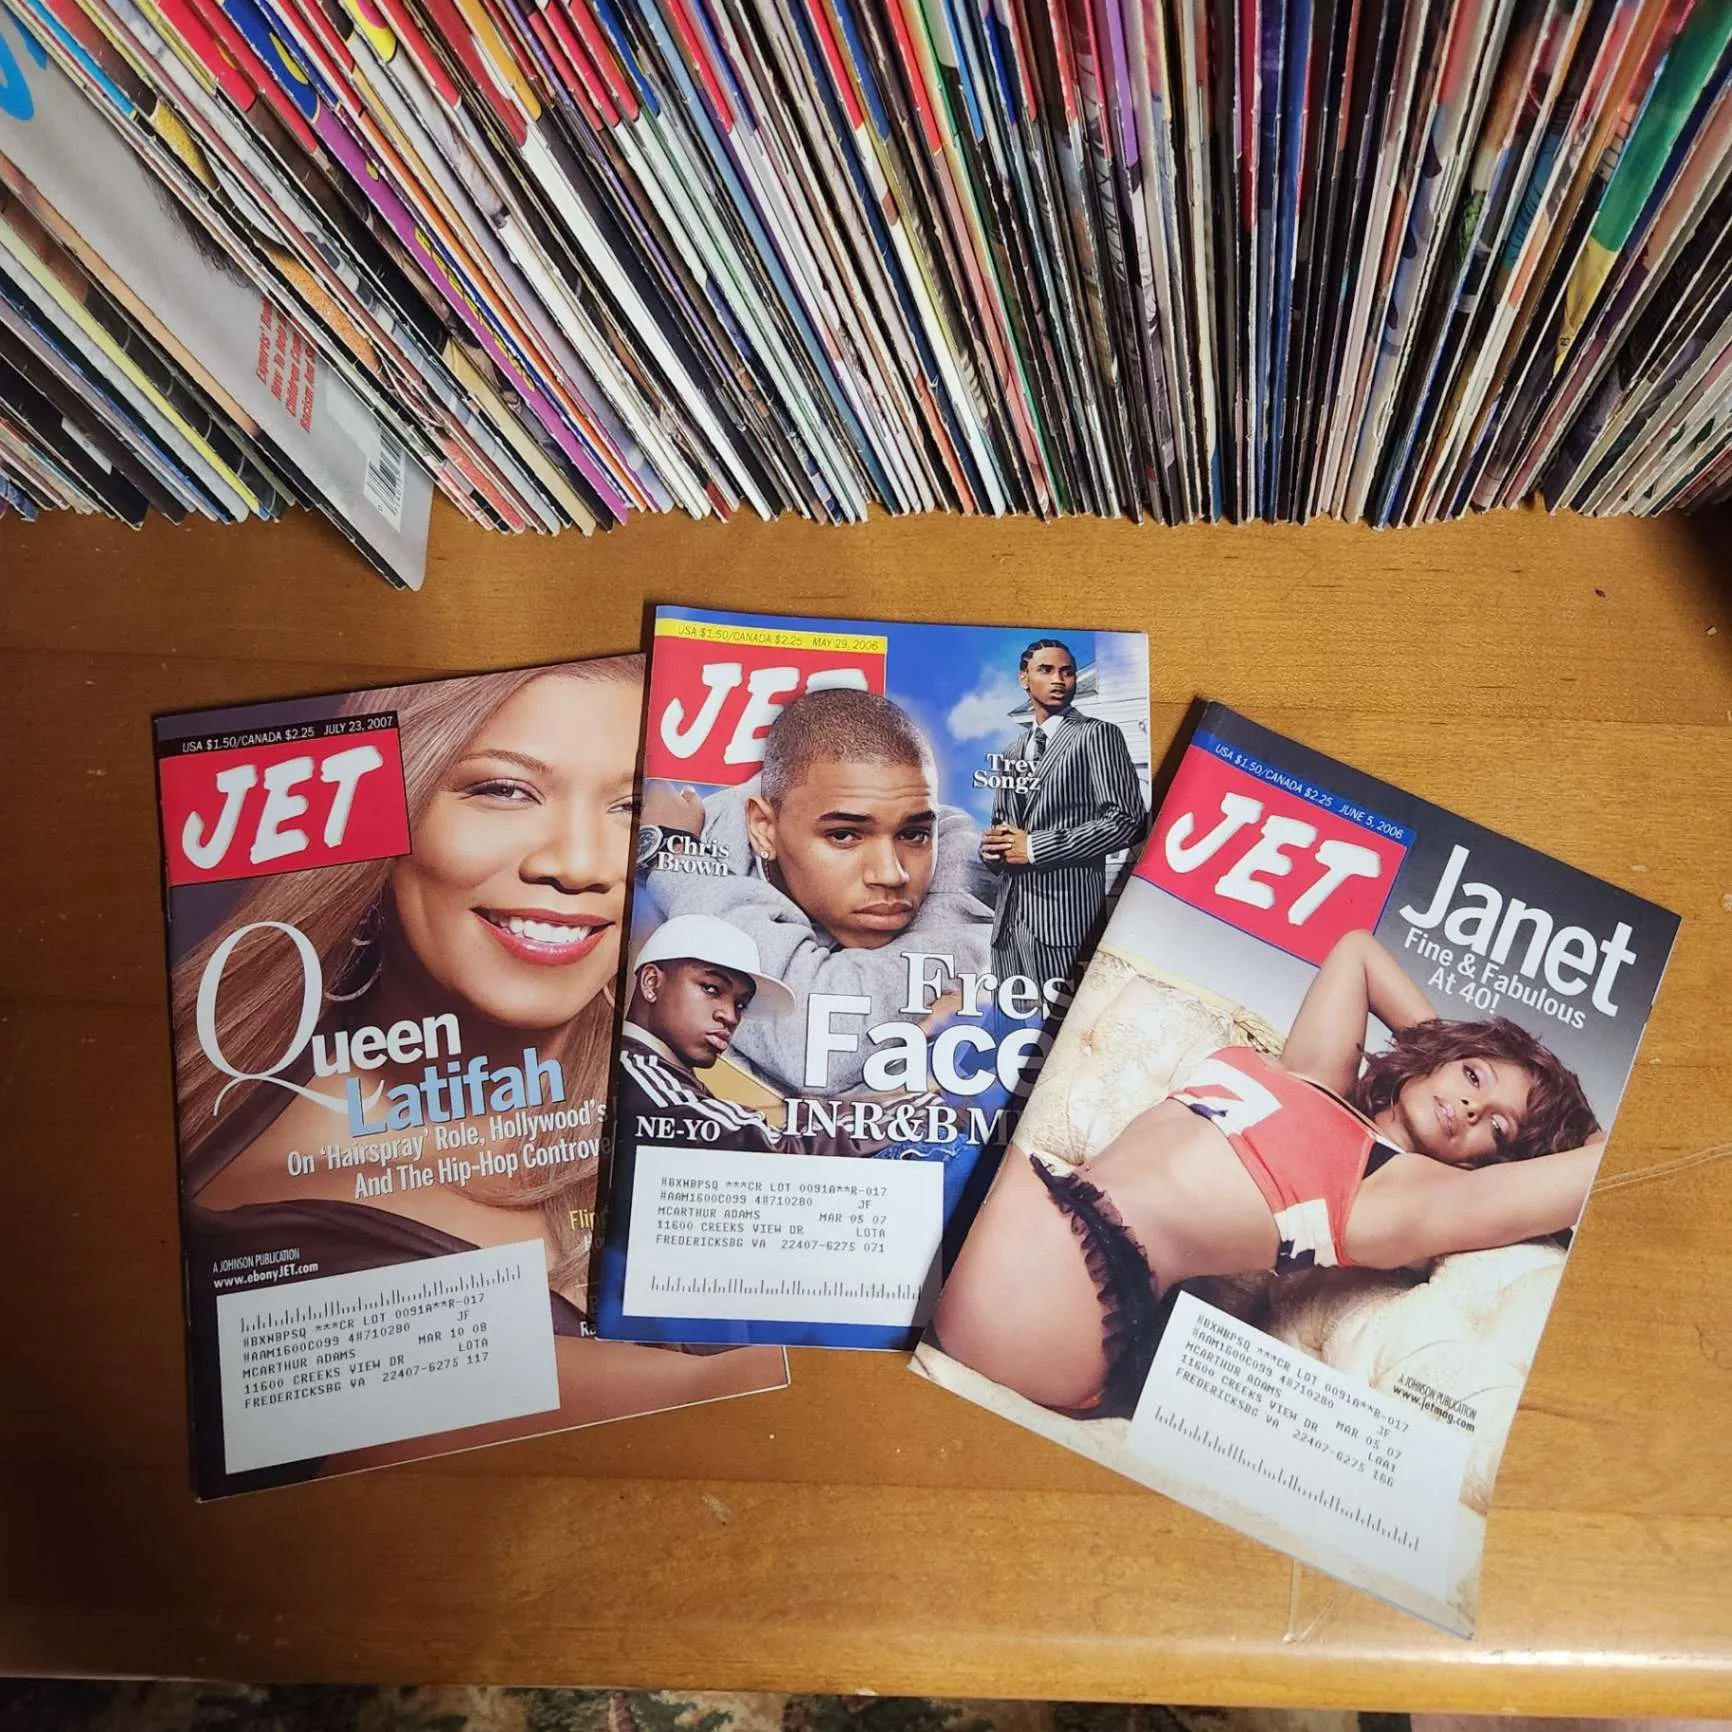 Experts'
How To
Children
USA $1.50/CANADA $2.25 JULY 23, 2007
JET
Queen
Latifah
On 'Hairspray' Role, Hollywood's
And The Hip-Hop
A JOHNSON PUBLICATION
www.ebonyJET.com
#BXNBPSQ ***CR LOT 0091A**R-017
#AAM1600C099 4#710280 JF
MCARTHUR ADAMS MAR 10 08
11600 CREEKS VIEW DR LOTA
FREDERICKSBG VA 22407-6275 117
USA $1.50/CANADA $2.25 MAY 29, 2006
JET
Trey
Songz
Chris
Brown
Fres
Face
NE-YO
IN R&B M
#BXNBPSQ ***CR LOT 0091A**R-017
#AAM1600C099 4#710280 JF
MCARTHUR ADAMS MAR 05 07
11600 CREEKS VIEW DR LOTA
FREDERICKSBG VA 22407-6275 071
USA $1.50/CANADA $2.25 JUNE 5, 2006
JET
Janet
Fine & Fabulous
At 40!
A JOHNSON PUBLICATION
www.jetmag.com
#BXNBPSQ ***CR LOT 0091A**R-017
#AAM1600C099 4#710280 JF
MCARTHUR ADAMS MAR 05 07
11600 CREEKS VIEW DR LOA1
FREDERICKSBG VA 22407-6275 166